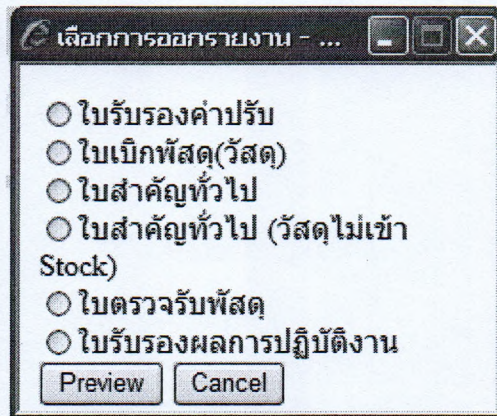 เลือกการออกรายงาน - ...
ใบรับรองค่าปรับ
ใบเบิกพัสดุ(วัสดุ)
ใบสำคัญทั่วไป
ใบสำคัญทั่วไป (วัสดุไม่เข้า
Stock)
ใบตรวจรับพัสดุ
ใบรับรองผลการปฏิบัติงาน
Preview Cancel